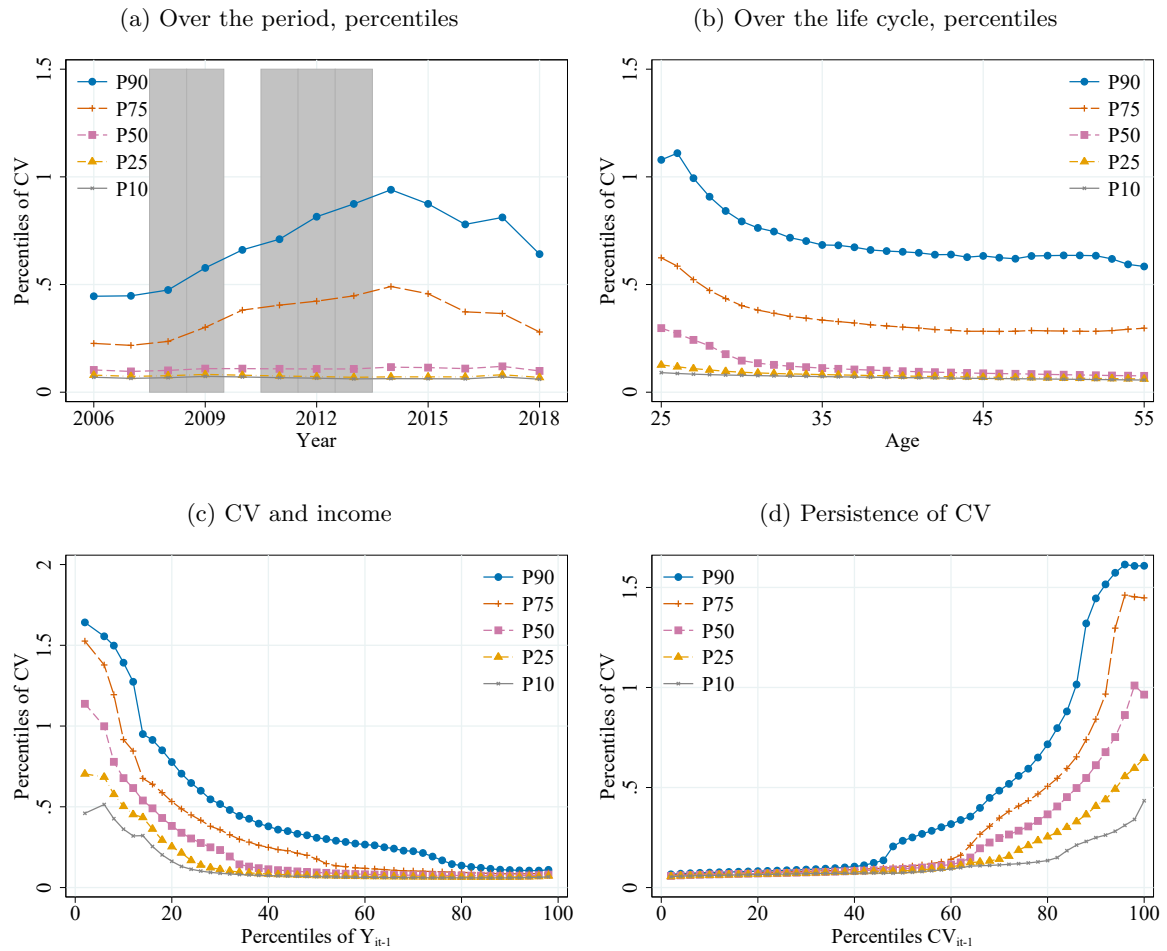 (a) Over the period, percentiles
Percentiles of CV
0 .5 1 1.5
P90
P75
P50
P25
P10
2006 2009 2012 2015 2018
Year
(b) Over the life cycle, percentiles
Percentiles of CV
0 .5 1 1.5
P90
P75
P50
P25
P10
25 35 45 55
Age
(c) CV and income
Percentiles of CV
0 .5 1 1.5 2
P90
P75
P50
P25
P10
0 20 40 60 80 100
Percentiles of Y_{it-1}
(d) Persistence of CV
Percentiles of CV
0 .5 1 1.5
P90
P75
P50
P25
P10
0 20 40 60 80 100
Percentiles CV_{it-1}